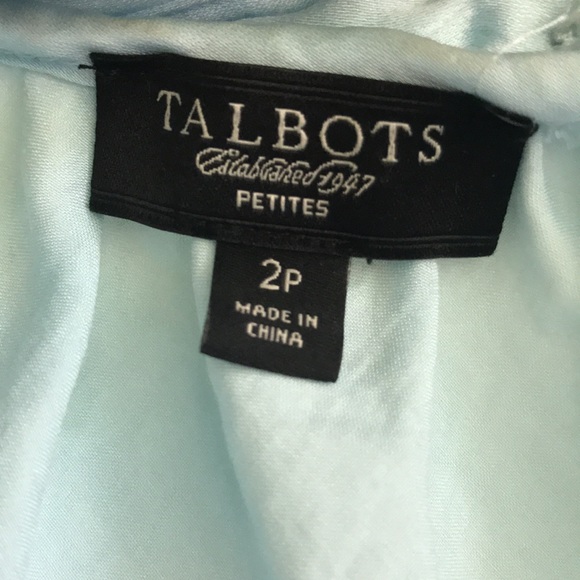 TALBOTS
Established 1947
PETITES
2P
MADE IN
CHINA